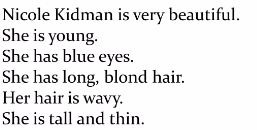 Nicole Kidman is very beautiful.
She is young.
She has blue eyes.
She has long, blond hair.
Her hair is wavy.
She is tall and thin.